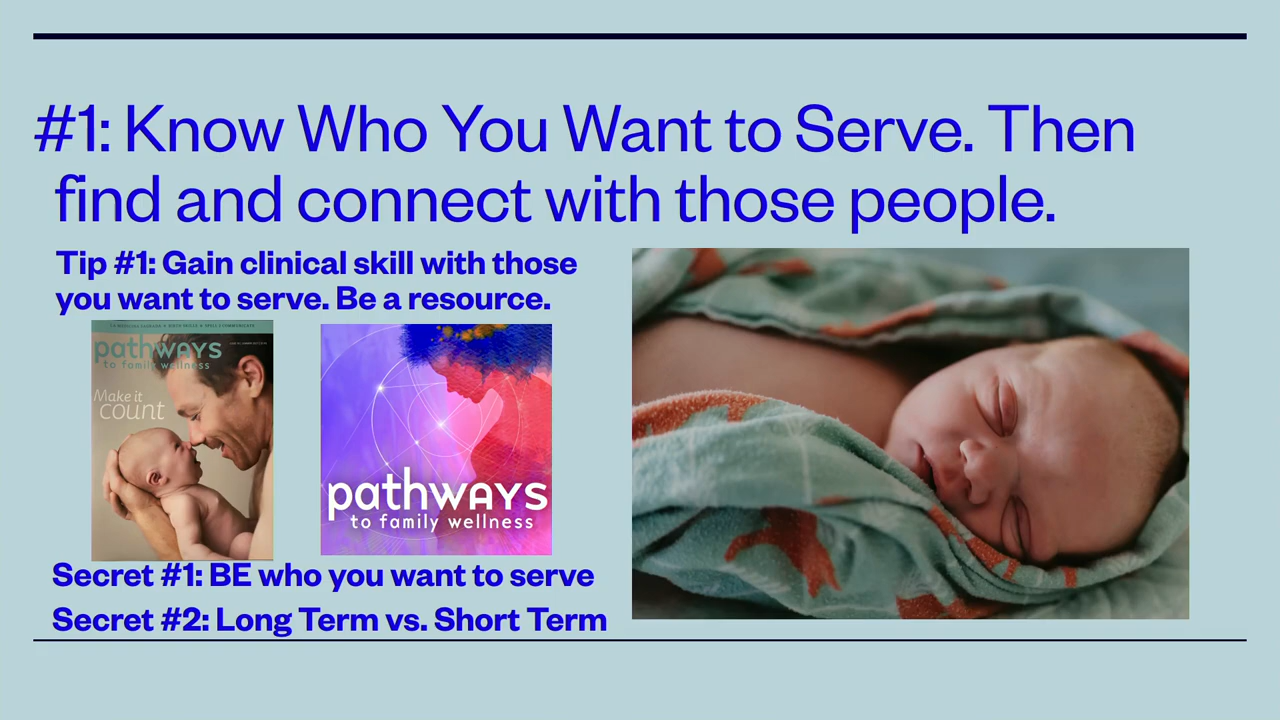 #1: Know Who You Want to Serve. Then
find and connect with those people.
Tip #1: Gain clinical skill with those
you want to serve. Be a resource.
pathways
to family wellness
Make it
count
pathways
to family wellness
Secret #1: BE who you want to serve
Secret #2: Long Term vs. Short Term